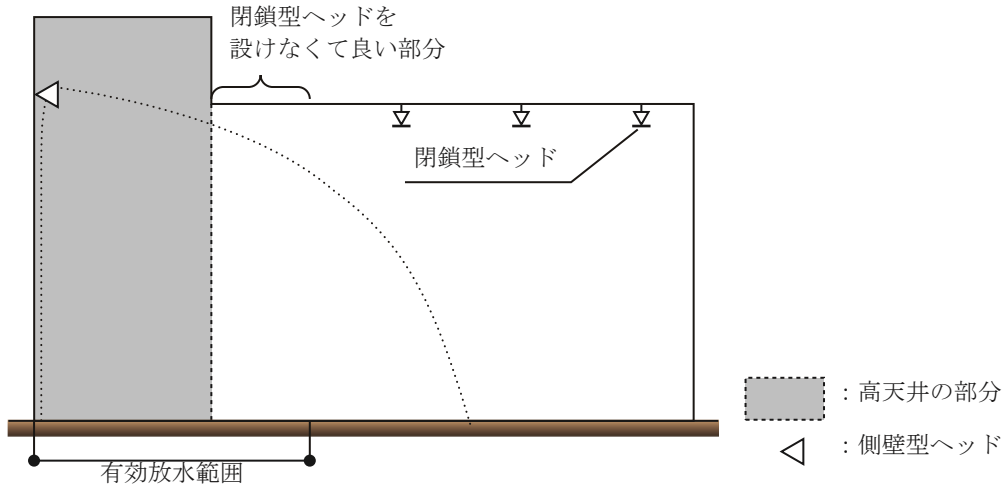 閉鎖型ヘッドを
設けなくて良い部分
閉鎖型ヘッド
:高天井の部分
:側壁型ヘッド
有効放水範囲